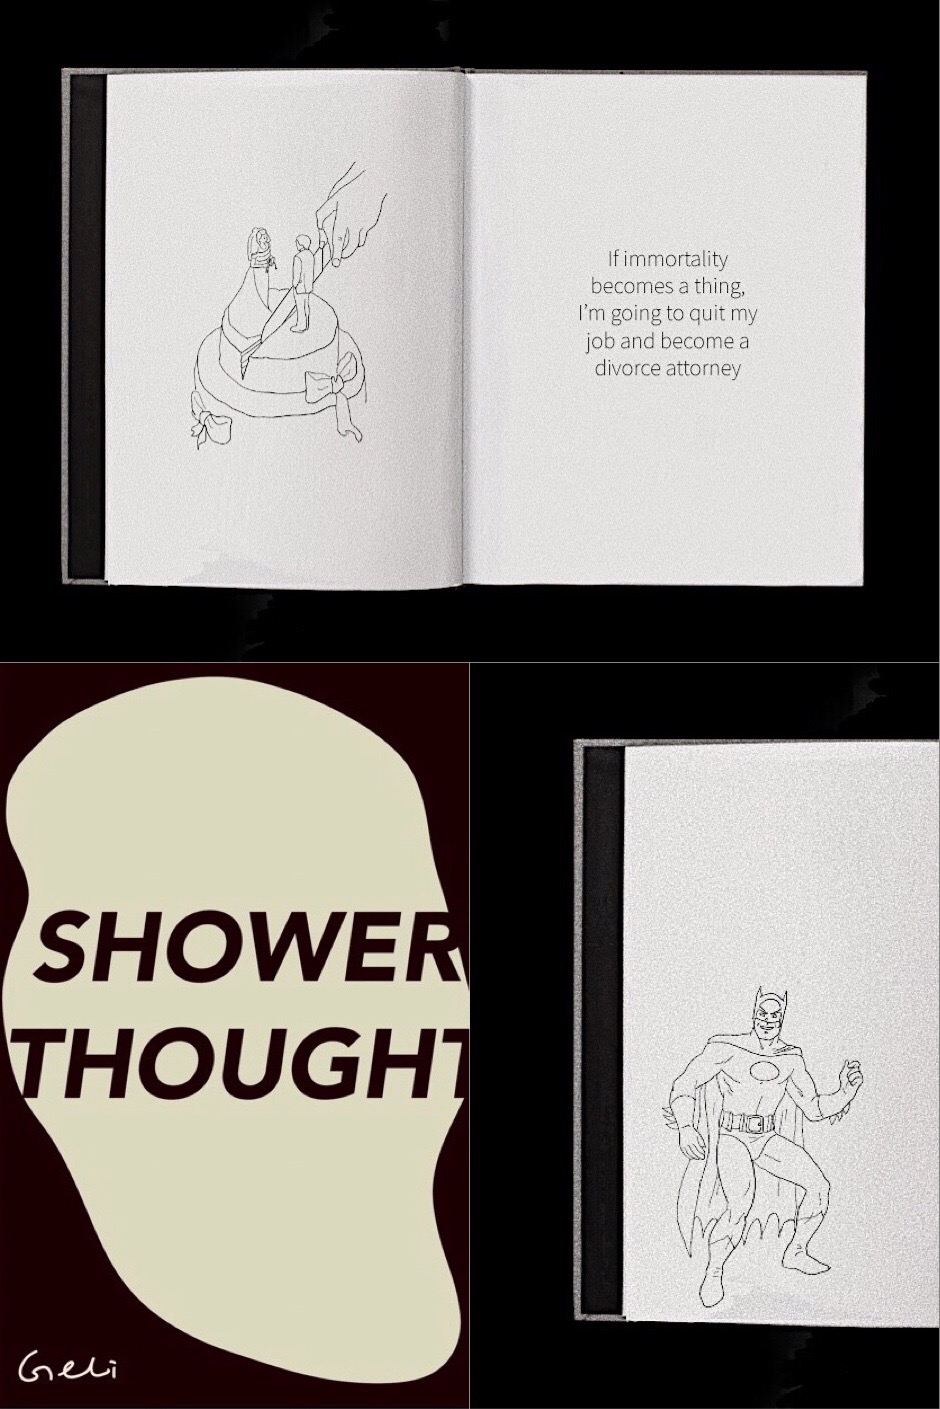 If immortality
becomes a thing,
I'm going to quit my
job and become a
divorce attorney
SHOWER
THOUGHT
Geli